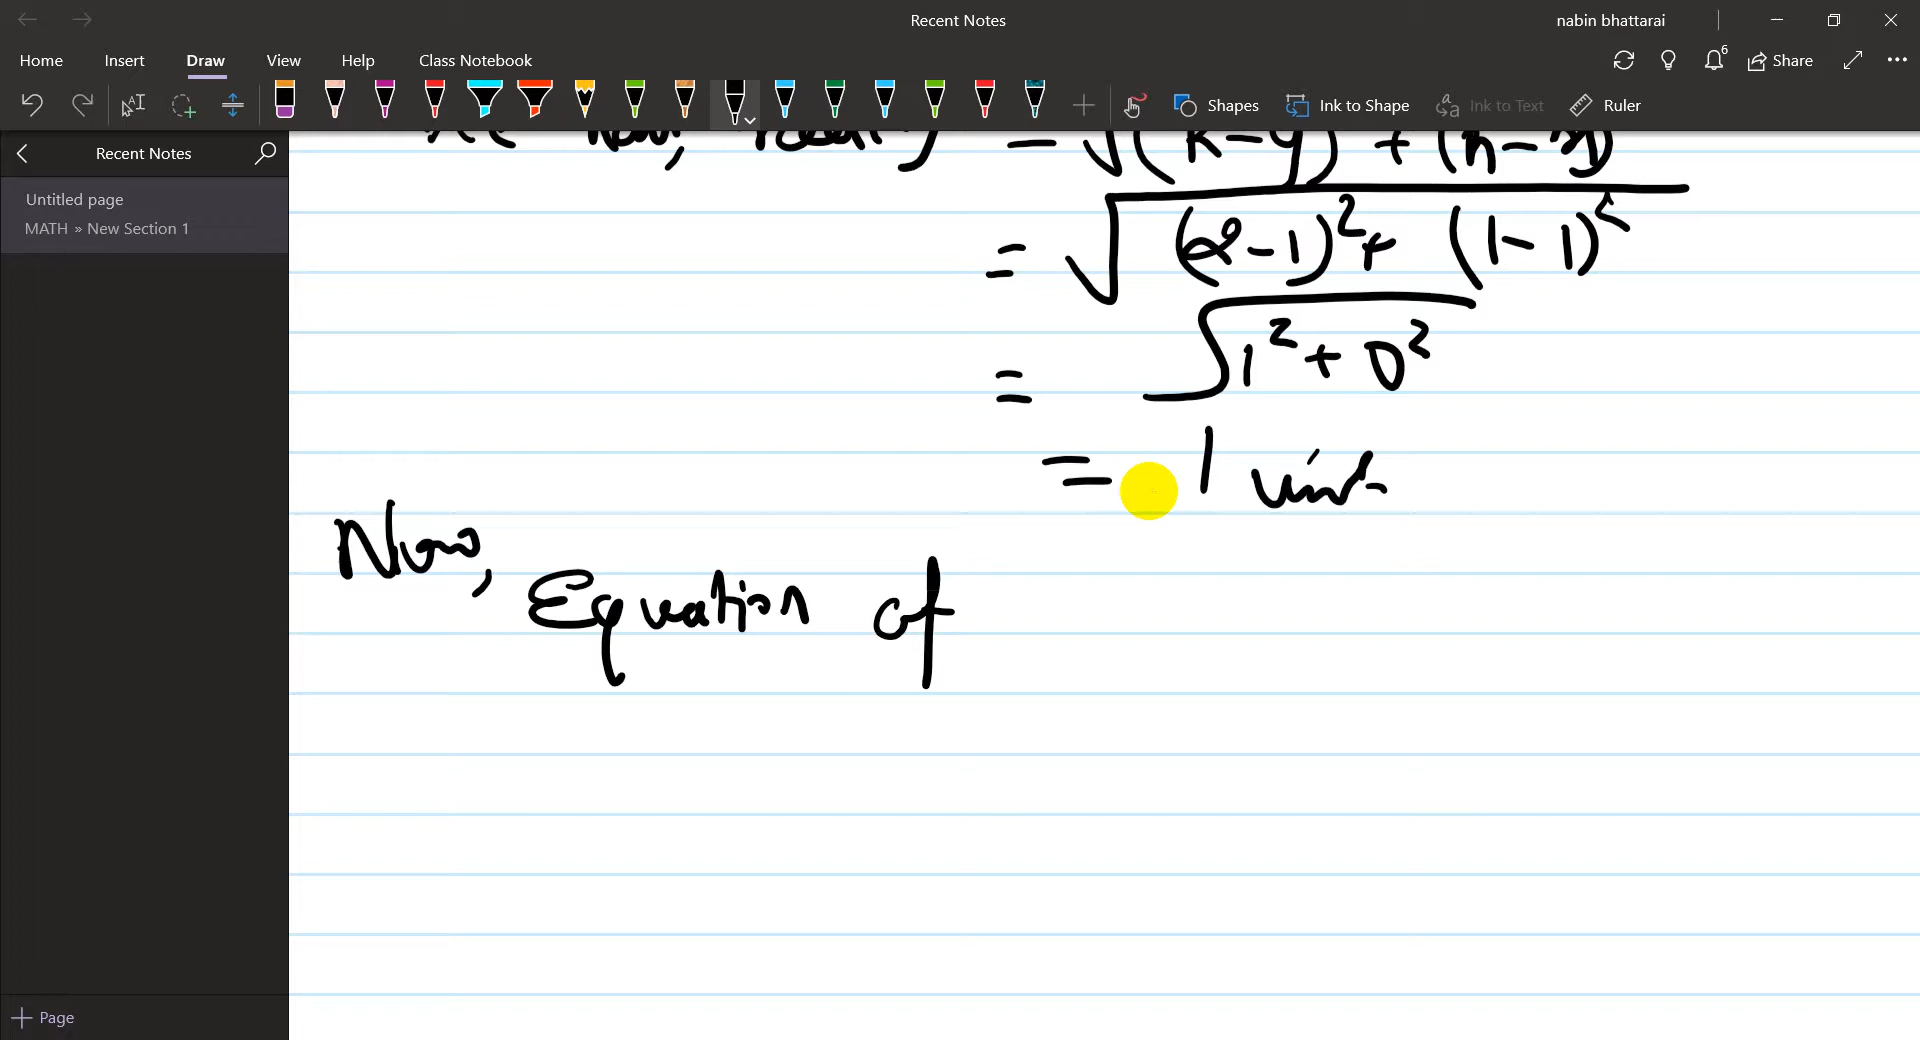 Recent Notes
nabin bhattarai
Home Insert Draw View Help Class Notebook
6
Share
Shapes
Ink to Shape
Ink to Text
Ruler
Recent Notes
Untitled page
MATH » New Section 1
= √(k-y) + (h-x)
= √(2-1)² + (1-1)²
= √1² + 0²
= 1 unit
Now,
Equation of
Page